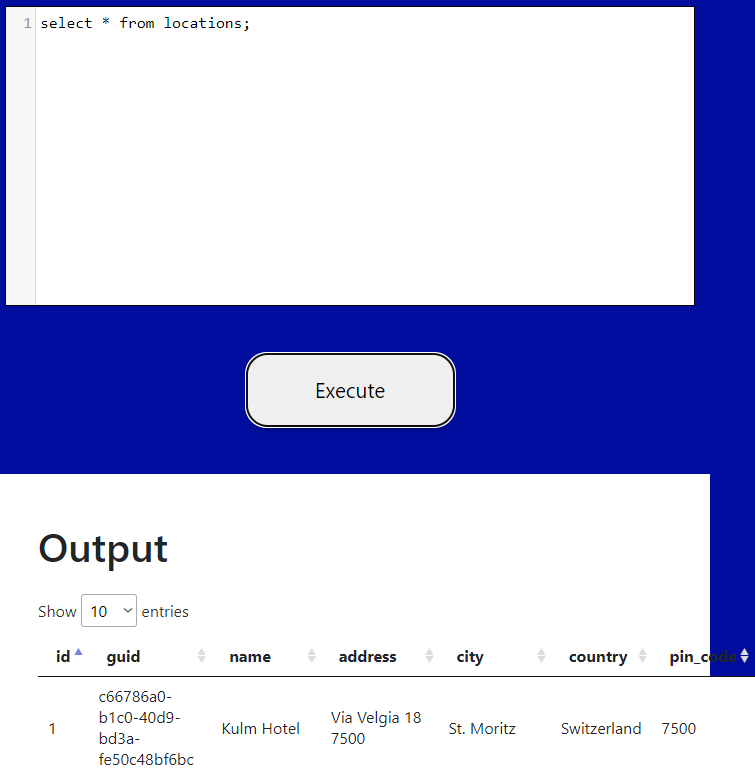 1 select * from locations;
Execute
Output
Show 10 entries
id guid name address city country pin_code
c66786a0-
b1c0-40d9- Via Velgia 18
1 Kulm Hotel St. Moritz Switzerland 7500
bd3a- 7500
fe50c48bf6bc